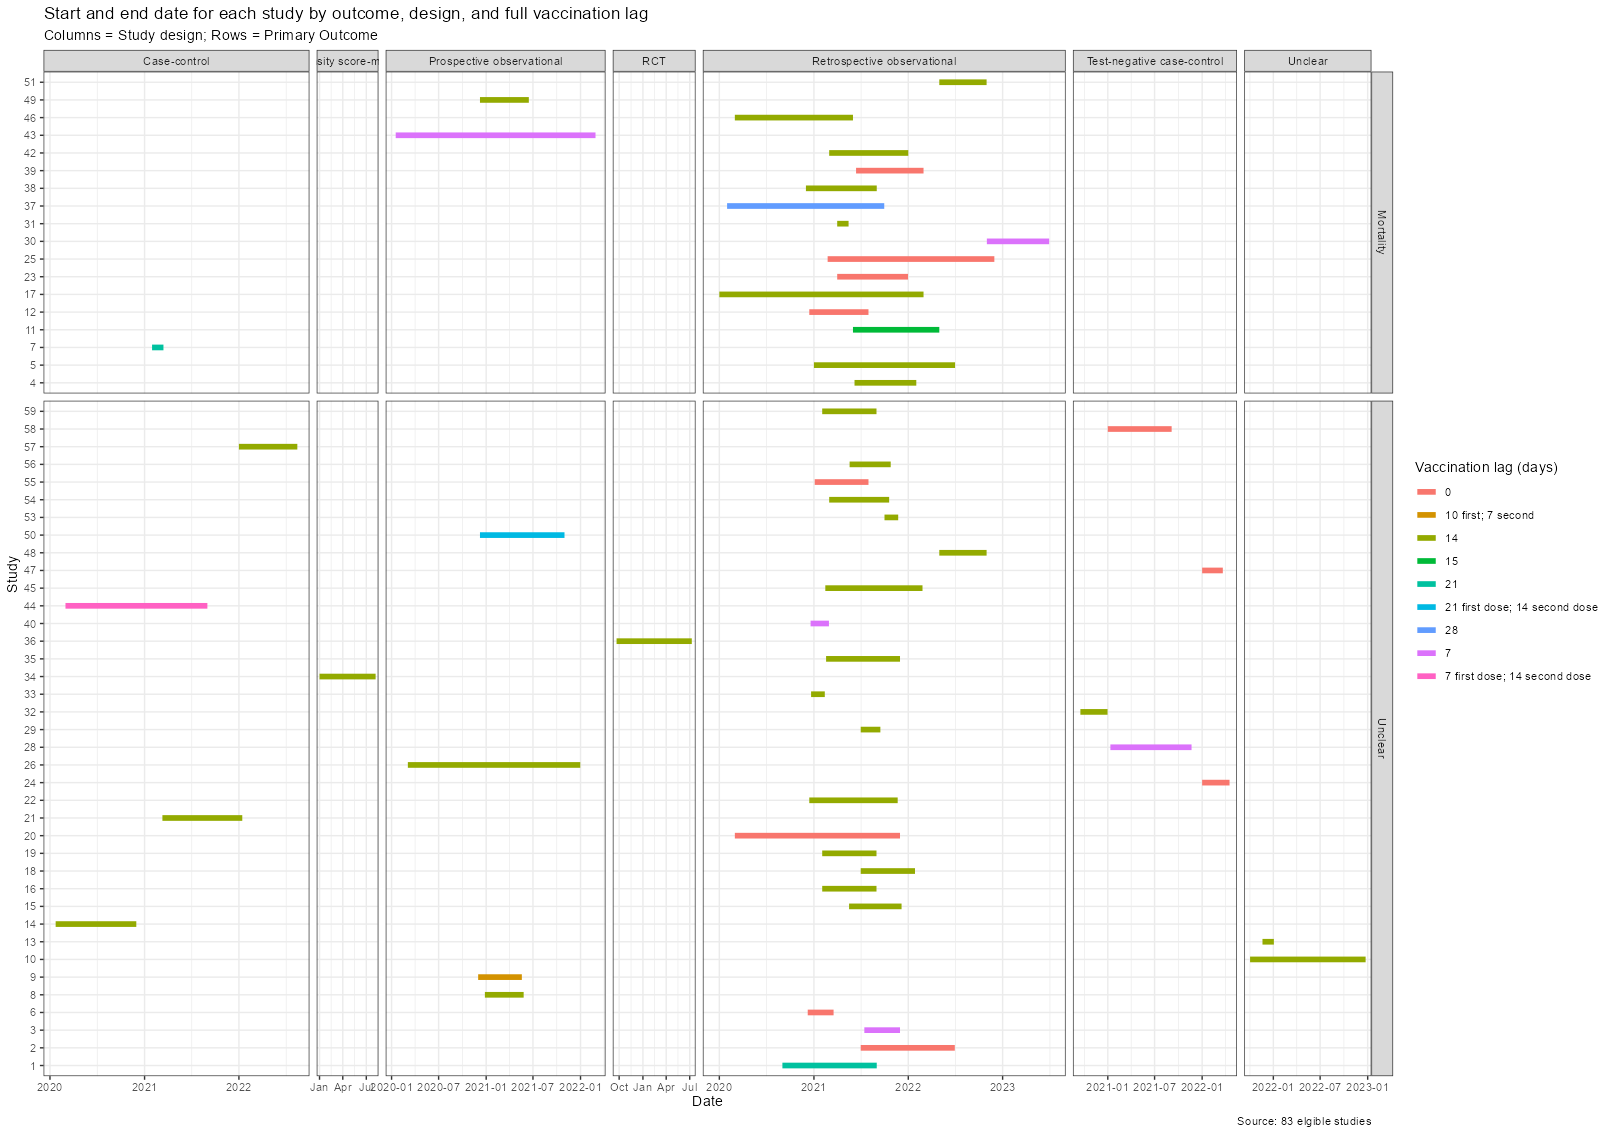 Start and end date for each study by outcome, design, and full vaccination lag
Columns = Study design; Rows = Primary Outcome
Case-control
sity score-m
Prospective observational
RCT
Retrospective observational
Test-negative case-control
Unclear
51
49
46
43
42
39
38
37
31
30
25
23
17
12
11
7
5
4
Mortality
59
58
57
56
55
54
53
50
48
47
45
44
40
36
35
34
33
32
29
28
26
24
22
21
20
19
18
16
15
14
13
10
9
8
6
3
2
1
Unclear
Study
2020 2021 2022
Jan Apr Jul
2020-01 2020-07 2021-01 2021-07 2022-01
Oct Jan Apr Jul
2020 2021 2022 2023
2021-01 2021-07 2022-01
2022-01 2022-07 2023-01
Date
Vaccination lag (days)
0
10 first; 7 second
14
15
21
21 first dose; 14 second dose
28
7
7 first dose; 14 second dose
Source: 83 elgible studies